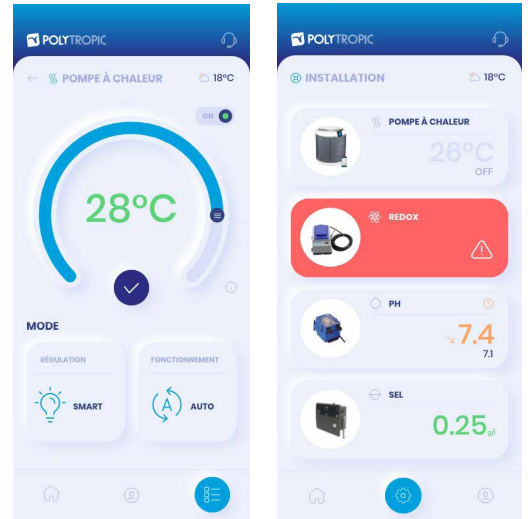 POLYTROPIC
POMPE À CHALEUR
18°C
ON
28°C
MODE
RÉGULATION
SMART
FONCTIONNEMENT
A
AUTO
POLYTROPIC
INSTALLATION
18°C
POMPE À CHALEUR
26°C
OFF
REDOX
PH
7.4
7.1
SEL
0.25g/l